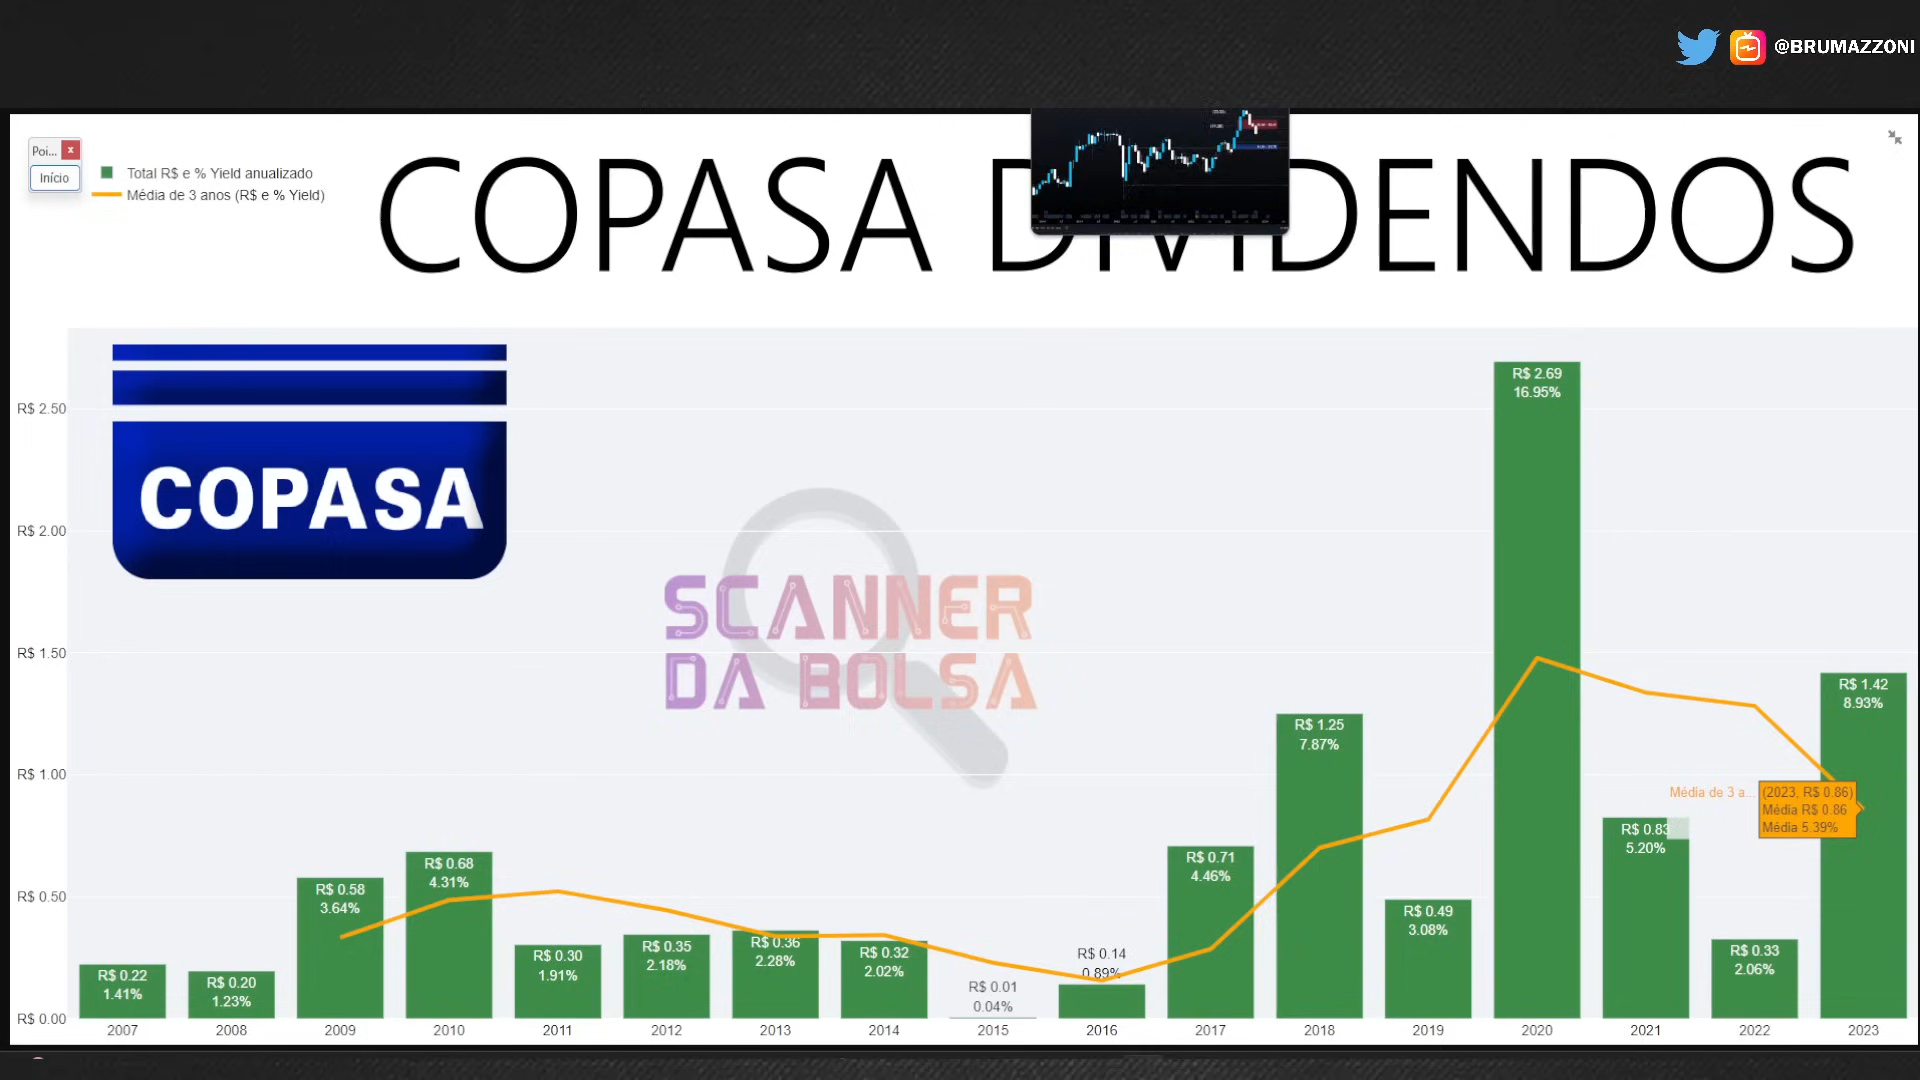 @BRUMAZZONI
Poi...
x
Início
Total R$ e % Yield anualizado
Média de 3 anos (R$ e % Yield)
COPASA DIVIDENDOS
COPASA
SCANNER
DA BOLSA
R$ 2.50
R$ 2.00
R$ 1.50
R$ 1.00
R$ 0.50
R$ 0.00
R$ 0.22
1.41%
R$ 0.20
1.23%
R$ 0.58
3.64%
R$ 0.68
4.31%
R$ 0.30
1.91%
R$ 0.35
2.18%
R$ 0.36
2.28%
R$ 0.32
2.02%
R$ 0.01
0.04%
R$ 0.14
0.89%
R$ 0.71
4.46%
R$ 1.25
7.87%
R$ 0.49
3.08%
R$ 2.69
16.95%
R$ 0.83
5.20%
R$ 0.33
2.06%
R$ 1.42
8.93%
Média de 3 a...
(2023, R$ 0.86)
Média R$ 0.86
Média 5.39%
2007 2008 2009 2010 2011 2012 2013 2014 2015 2016 2017 2018 2019 2020 2021 2022 2023